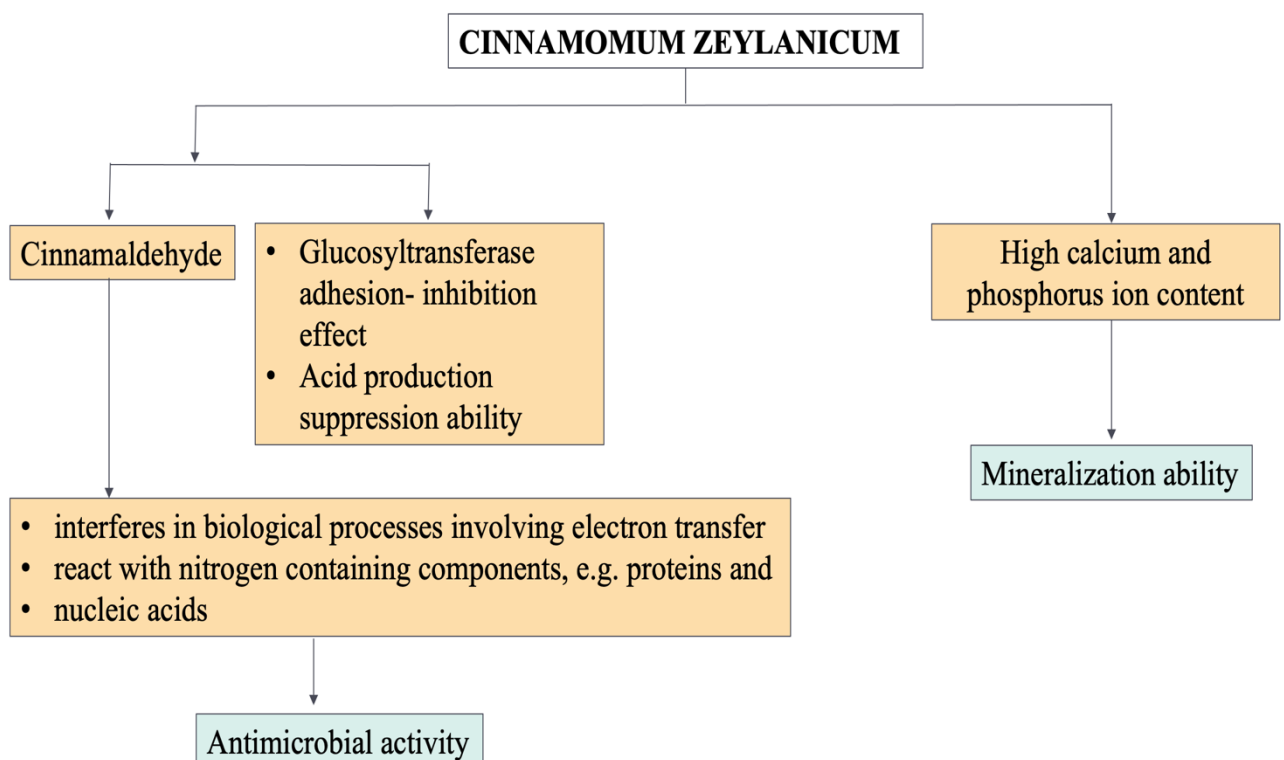 CINNAMOMUM ZEYLANICUM
Cinnamaldehyde
• Glucosyltransferase
adhesion- inhibition
effect
• Acid production
suppression ability
High calcium and
phosphorus ion content
Mineralization ability
• interferes in biological processes involving electron transfer
• react with nitrogen containing components, e.g. proteins and
• nucleic acids
Antimicrobial activity